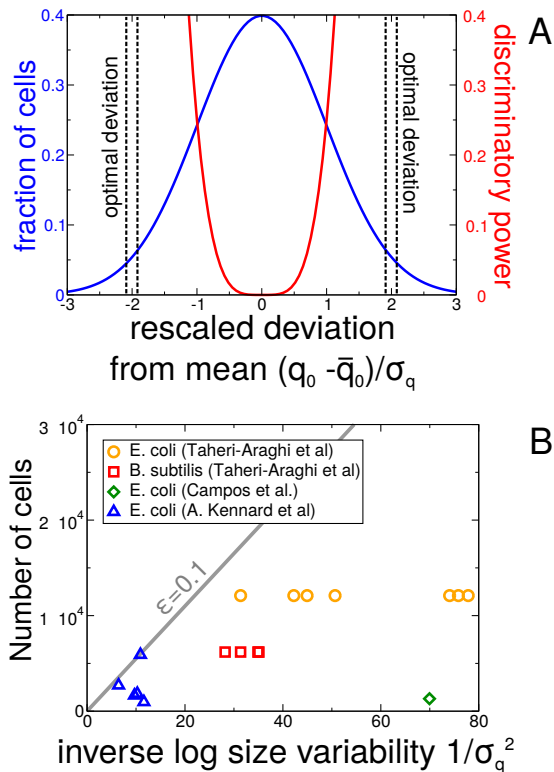 A
0.4
0.3
0.2
0.1
0
fraction of cells
optimal deviation
optimal deviation
0.4
0.3
0.2
0.1
0
discriminatory power
-3 -2 -1 0 1 2 3
rescaled deviation
from mean (q₀ -q̄₀)/σ_q
B
3 10⁴
2 10⁴
1 10⁴
0
Number of cells
E. coli (Taheri-Araghi et al)
B. subtilis (Taheri-Araghi et al)
E. coli (Campos et al.)
E. coli (A. Kennard et al)
ε=0.1
0 20 40 60 80
inverse log size variability 1/σ_q²